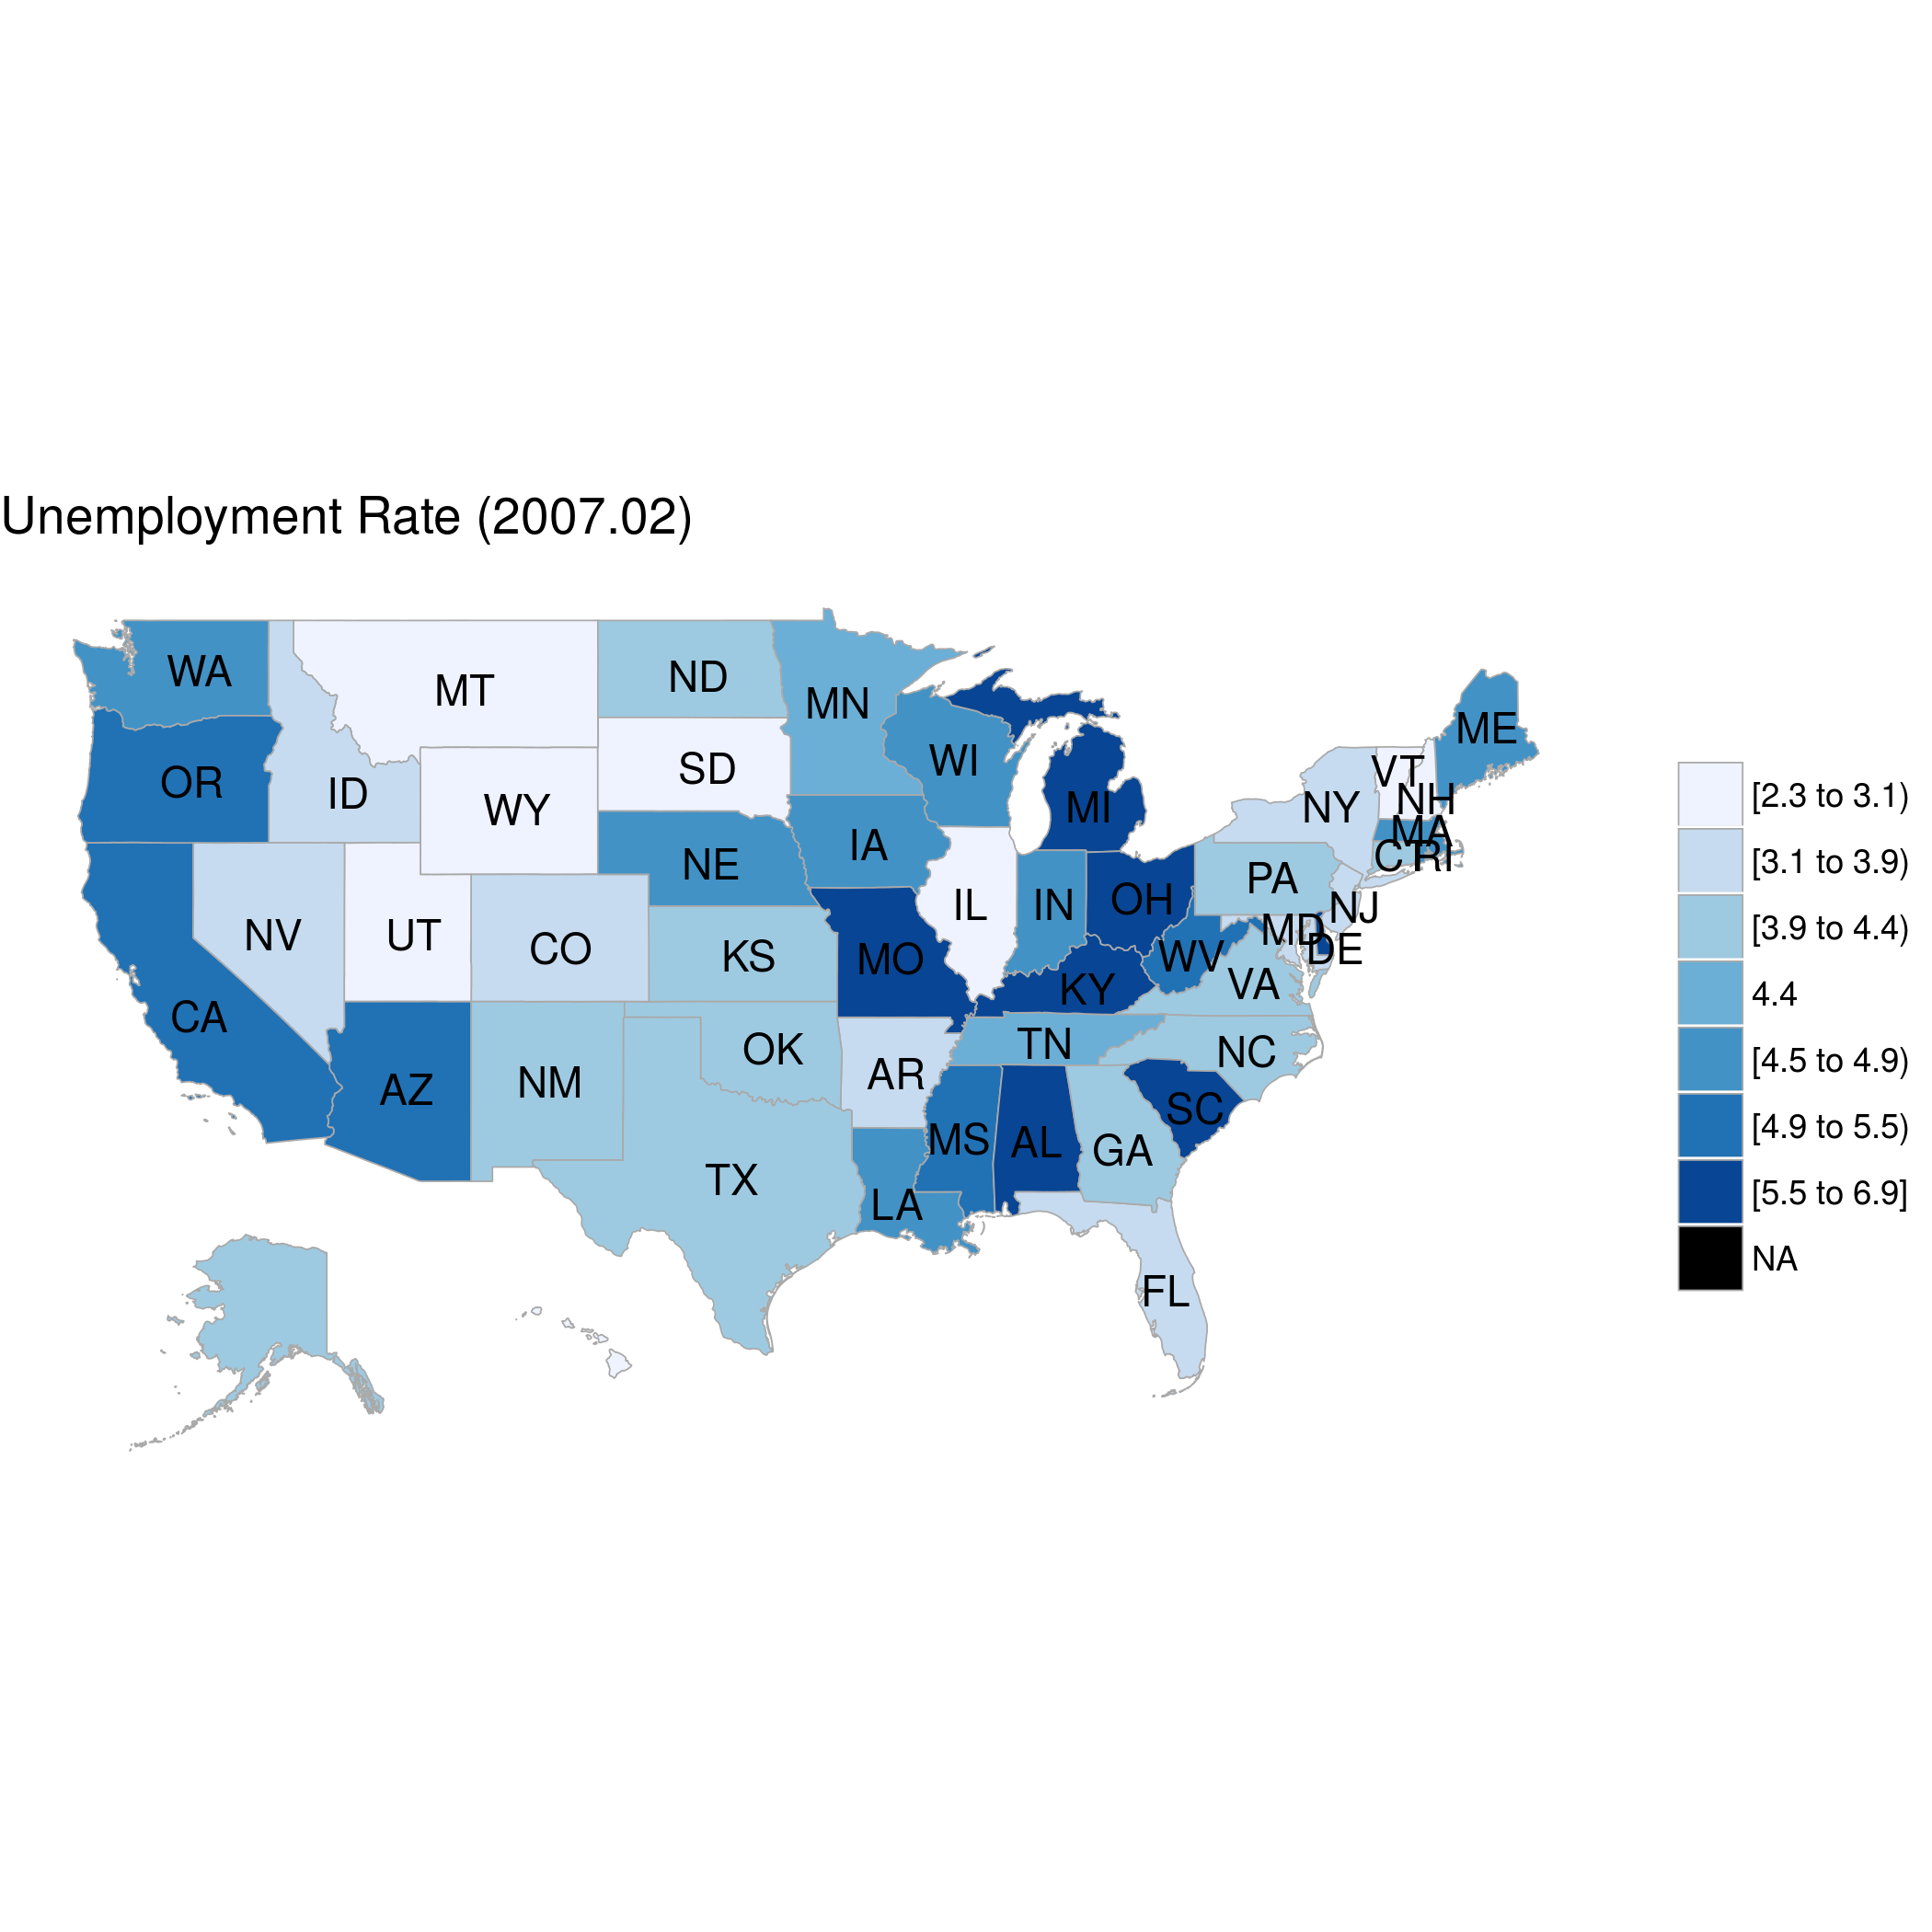 Unemployment Rate (2007.02)
WA
MT
ND
MN
ME
OR
ID
WY
SD
WI
MI
VT
NH
NY
MA
C RI
NE
IA
PA
NV
UT
CO
KS
MO
IL
IN
OH
NJ
MD
DE
WV
VA
KY
CA
AZ
NM
OK
AR
TN
NC
SC
TX
LA
MS
AL
GA
FL
[2.3 to 3.1)
[3.1 to 3.9)
[3.9 to 4.4)
4.4
[4.5 to 4.9)
[4.9 to 5.5)
[5.5 to 6.9]
NA